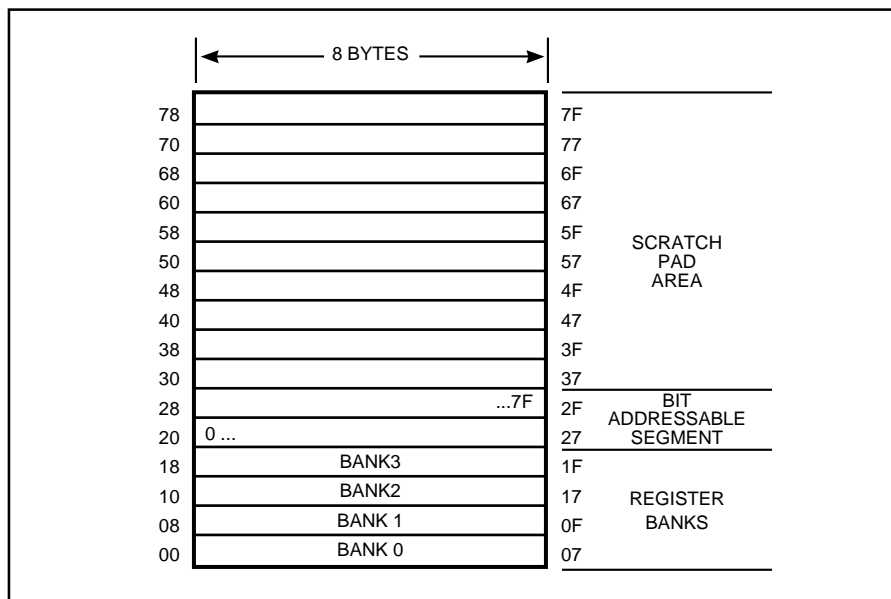 8 BYTES
78 7F
70 77
68 6F
60 67
58 5F
50 57
48 4F
40 47
38 3F
30 37
SCRATCH
PAD
AREA
28 ...7F 2F
20 0 ... 27
BIT
ADDRESSABLE
SEGMENT
18 BANK3 1F
10 BANK2 17
08 BANK 1 0F
00 BANK 0 07
REGISTER
BANKS